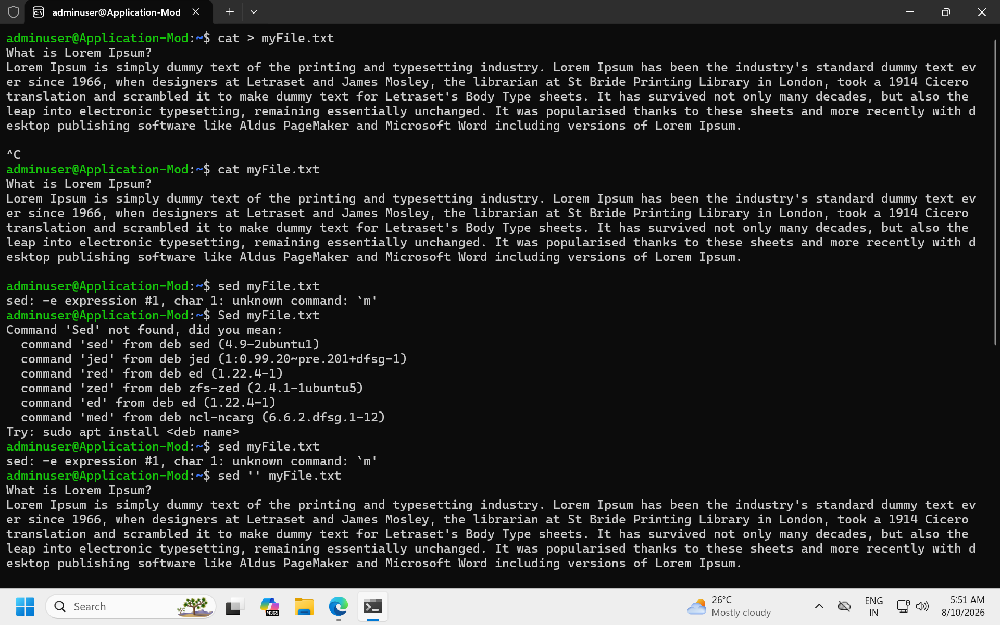 adminuser@Application-Mod
adminuser@Application-Mod:~$ cat > myFile.txt
What is Lorem Ipsum?
Lorem Ipsum is simply dummy text of the printing and typesetting industry. Lorem Ipsum has been the industry's standard dummy text ev
er since 1966, when designers at Letraset and James Mosley, the librarian at St Bride Printing Library in London, took a 1914 Cicero
translation and scrambled it to make dummy text for Letraset's Body Type sheets. It has survived not only many decades, but also the
leap into electronic typesetting, remaining essentially unchanged. It was popularised thanks to these sheets and more recently with d
esktop publishing software like Aldus PageMaker and Microsoft Word including versions of Lorem Ipsum.
^C
adminuser@Application-Mod:~$ cat myFile.txt
What is Lorem Ipsum?
Lorem Ipsum is simply dummy text of the printing and typesetting industry. Lorem Ipsum has been the industry's standard dummy text ev
er since 1966, when designers at Letraset and James Mosley, the librarian at St Bride Printing Library in London, took a 1914 Cicero
translation and scrambled it to make dummy text for Letraset's Body Type sheets. It has survived not only many decades, but also the
leap into electronic typesetting, remaining essentially unchanged. It was popularised thanks to these sheets and more recently with d
esktop publishing software like Aldus PageMaker and Microsoft Word including versions of Lorem Ipsum.
adminuser@Application-Mod:~$ sed myFile.txt
sed: -e expression #1, char 1: unknown command: `m'
adminuser@Application-Mod:~$ Sed myFile.txt
Command 'Sed' not found, did you mean:
  command 'sed' from deb sed (4.9-2ubuntu1)
  command 'jed' from deb jed (1:0.99.20~pre.201+dfsg-1)
  command 'red' from deb ed (1.22.4-1)
  command 'zed' from deb zfs-zed (2.4.1-1ubuntu5)
  command 'ed' from deb ed (1.22.4-1)
  command 'med' from deb ncl-ncarg (6.6.2.dfsg.1-12)
Try: sudo apt install <deb name>
adminuser@Application-Mod:~$ sed myFile.txt
sed: -e expression #1, char 1: unknown command: `m'
adminuser@Application-Mod:~$ sed '' myFile.txt
What is Lorem Ipsum?
Lorem Ipsum is simply dummy text of the printing and typesetting industry. Lorem Ipsum has been the industry's standard dummy text ev
er since 1966, when designers at Letraset and James Mosley, the librarian at St Bride Printing Library in London, took a 1914 Cicero
translation and scrambled it to make dummy text for Letraset's Body Type sheets. It has survived not only many decades, but also the
leap into electronic typesetting, remaining essentially unchanged. It was popularised thanks to these sheets and more recently with d
esktop publishing software like Aldus PageMaker and Microsoft Word including versions of Lorem Ipsum.
Search
M365
26°C
Mostly cloudy
ENG
IN
5:51 AM
8/10/2026